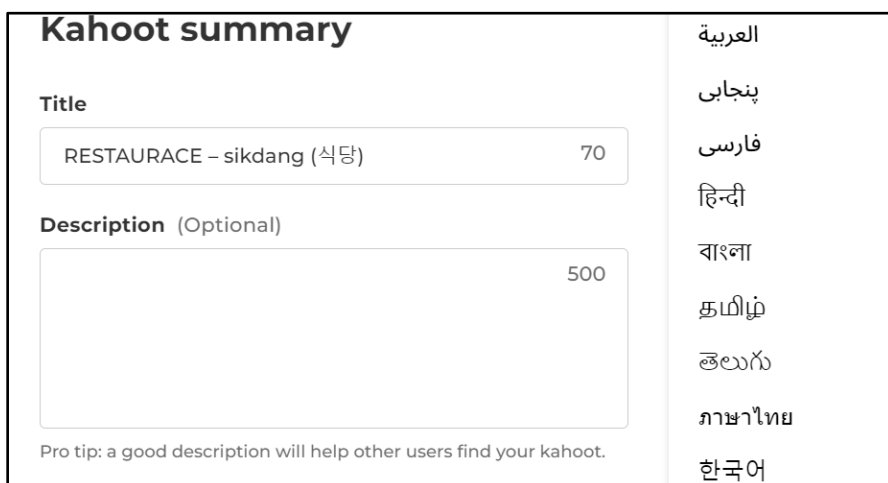 Kahoot summary
Title
RESTAURACE – sikdang (식당)
70
Description (Optional)
500
Pro tip: a good description will help other users find your kahoot.
العربية
پنجابی
فارسی
हिन्दी
বাংলা
தமிழ்
తెలుగు
ภาษาไทย
한국어